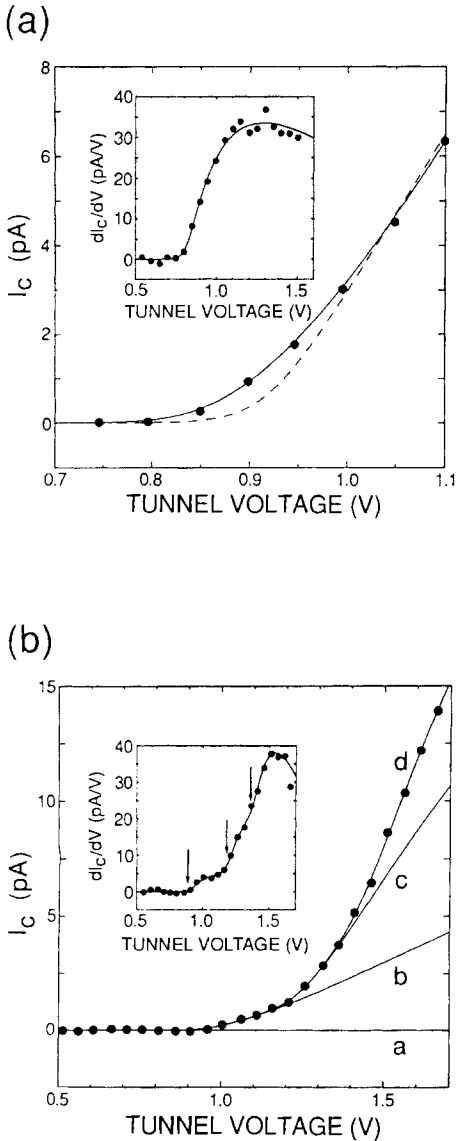 (a)
8
6
4
2
0
I_C (pA)
0.7 0.8 0.9 1.0 1.1
TUNNEL VOLTAGE (V)
40
30
20
10
0
dI_C/dV (pA/V)
0.5 1.0 1.5
TUNNEL VOLTAGE (V)
(b)
15
10
5
0
I_C (pA)
0.5 1.0 1.5
TUNNEL VOLTAGE (V)
40
30
20
10
0
dI_C/dV (pA/V)
0.5 1.0 1.5
TUNNEL VOLTAGE (V)
d
c
b
a